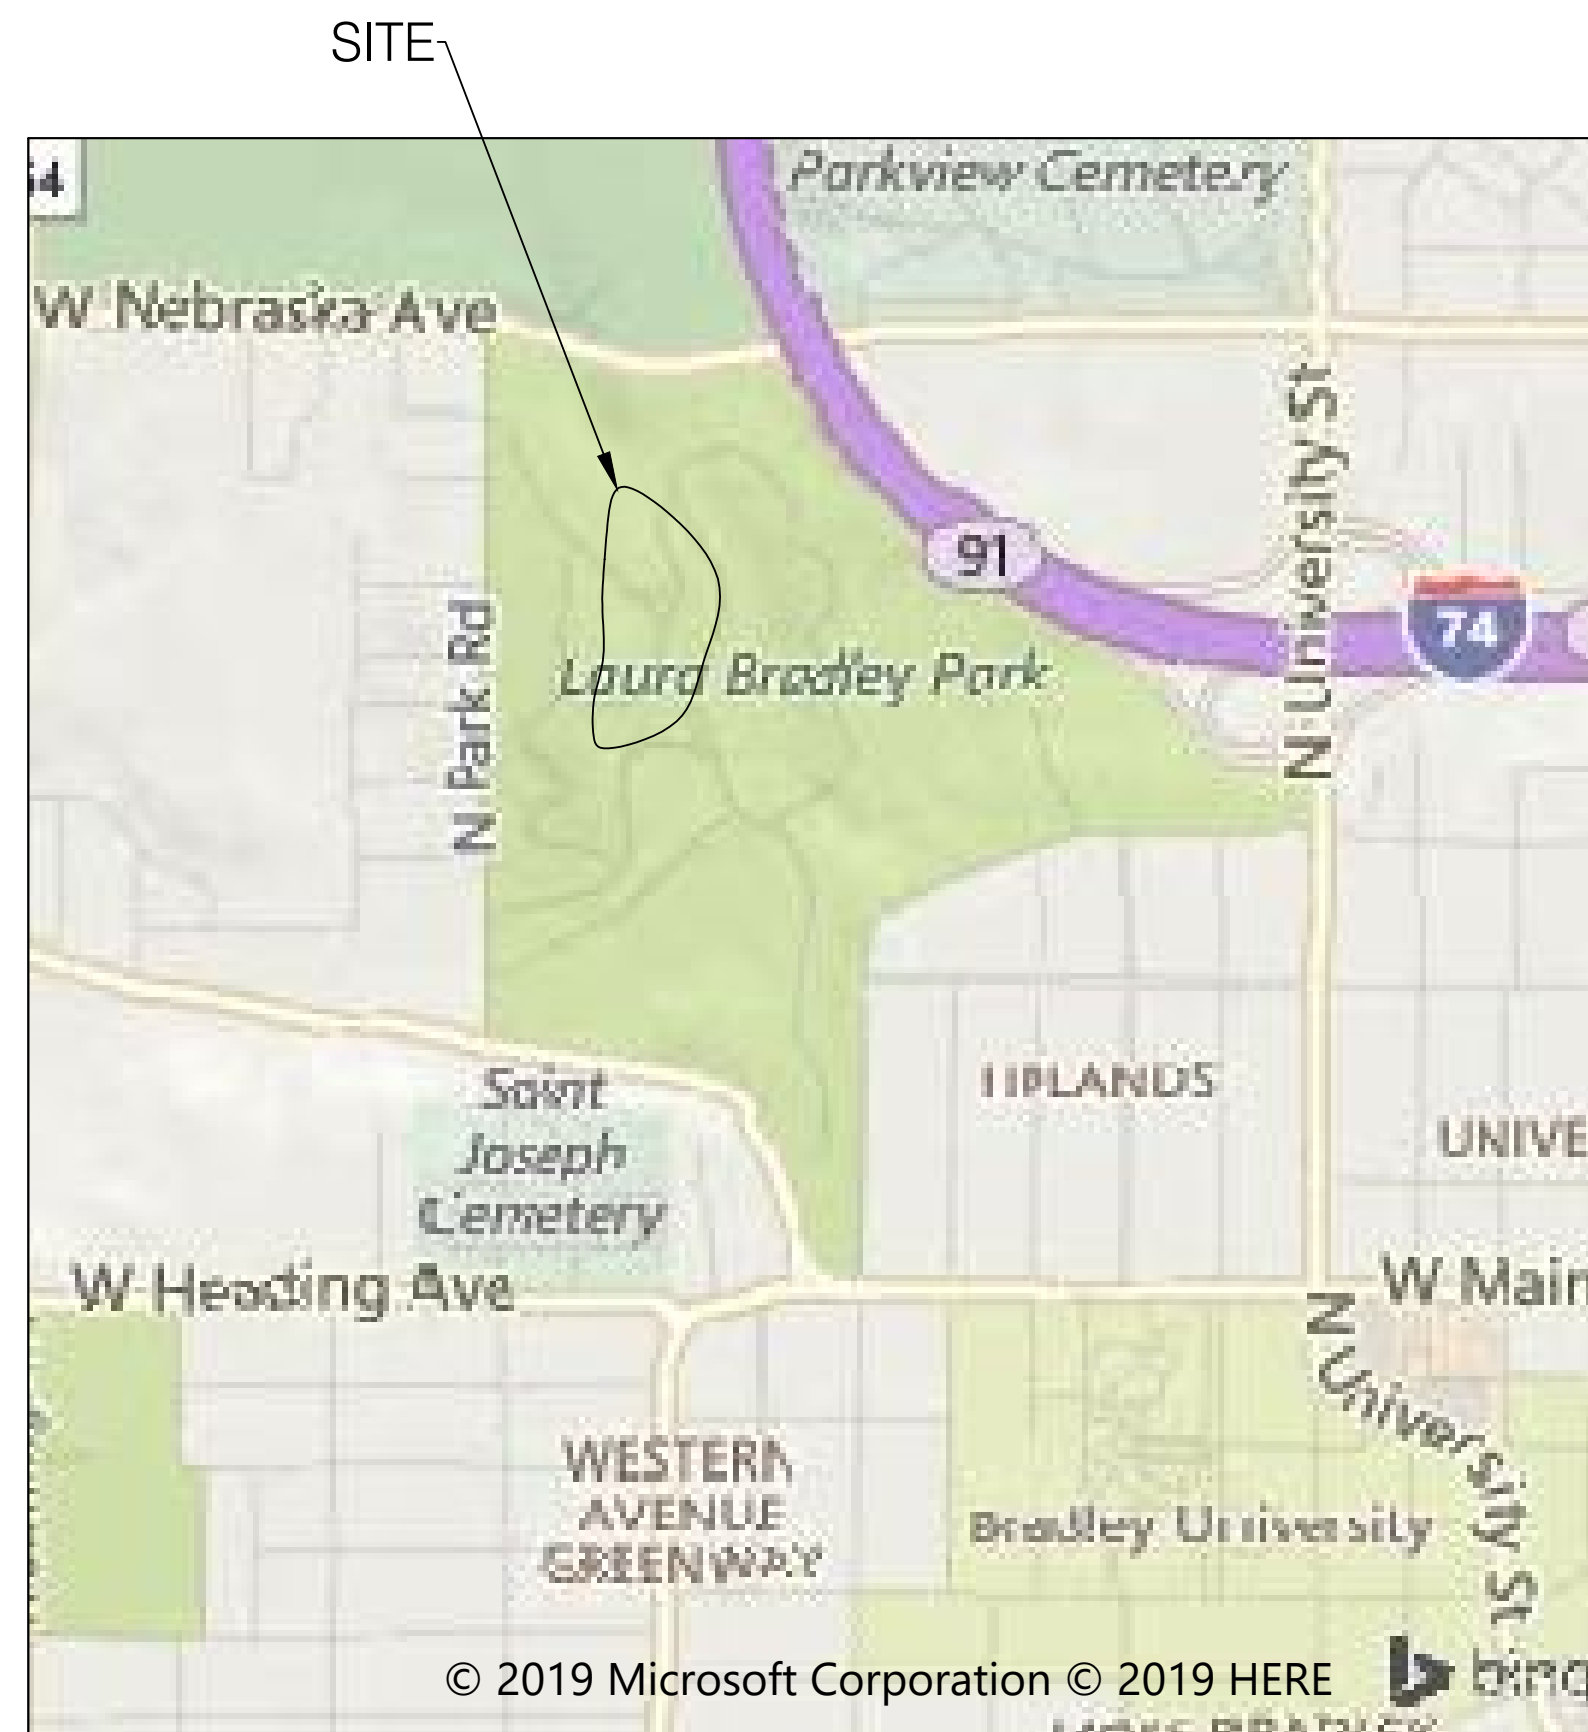 SITE
Parkview Cemetery
W Nebraska Ave
N University St
91
74
N Park Rd
Laura Bradley Park
UPLANDS
UNIVE
Saint
Joseph
Cemetery
W Heading Ave
W Main
N University St
WESTERN
AVENUE
GREENWAY
Bradley University
© 2019 Microsoft Corporation © 2019 HERE
bing